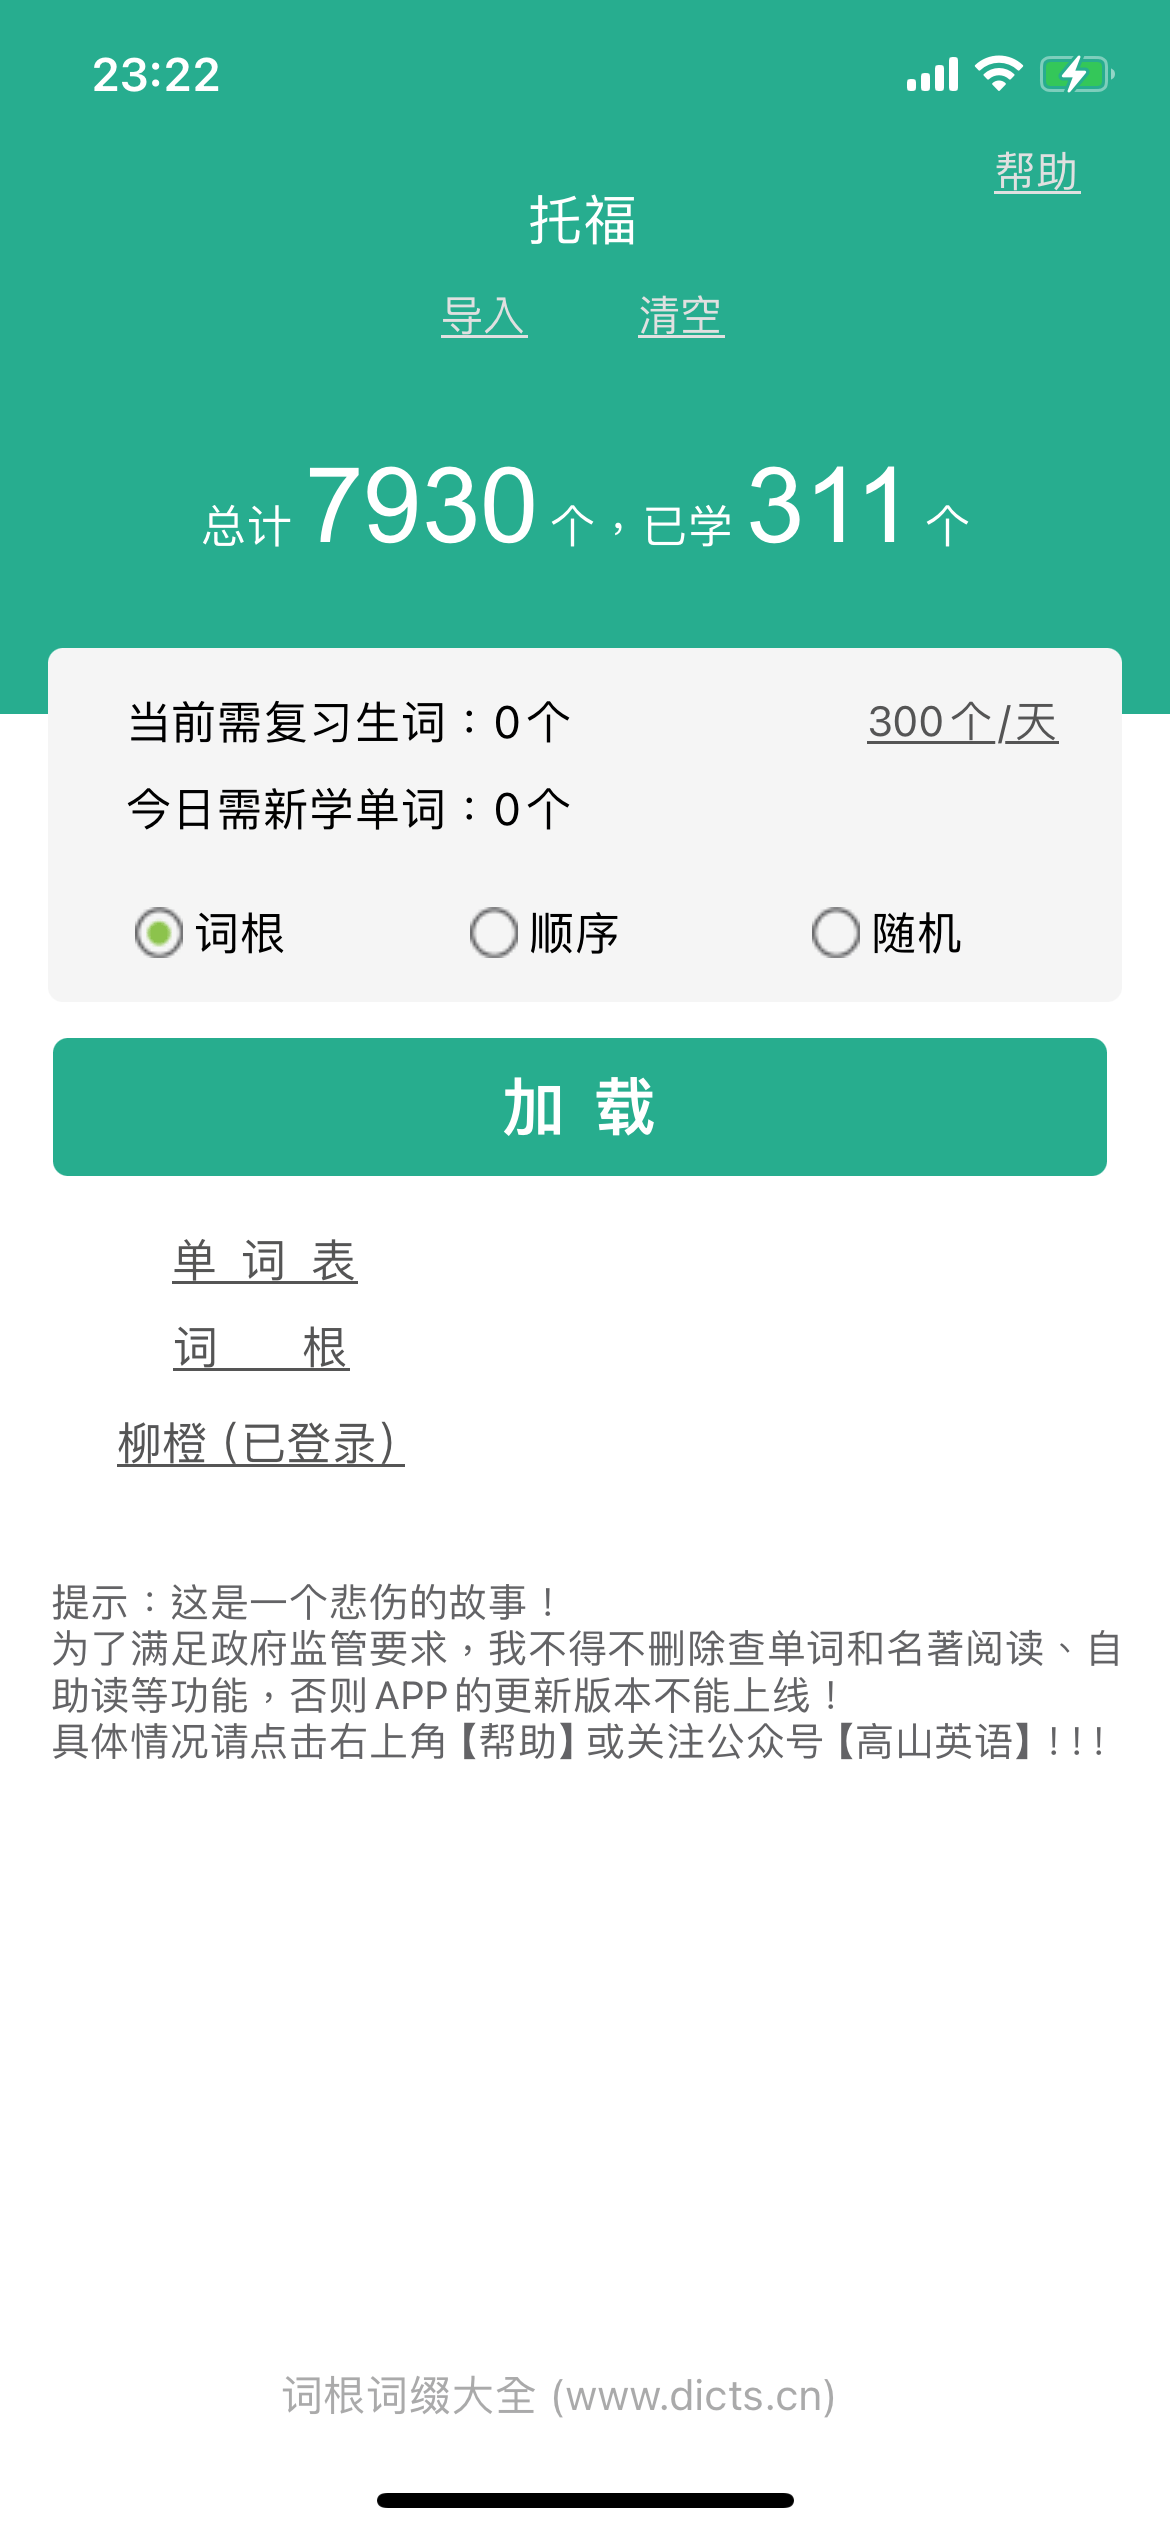 23:22
帮助
托福
导入 清空
总计 7930 个，已学 311 个
当前需复习生词：0个 300个/天
今日需新学单词：0个
词根 顺序 随机
加 载
单 词 表
词 根
柳橙 (已登录)
提示：这是一个悲伤的故事！
为了满足政府监管要求，我不得不删除查单词和名著阅读、自
助读等功能，否则APP的更新版本不能上线！
具体情况请点击右上角【帮助】或关注公众号【高山英语】！！！
词根词缀大全 (www.dicts.cn)